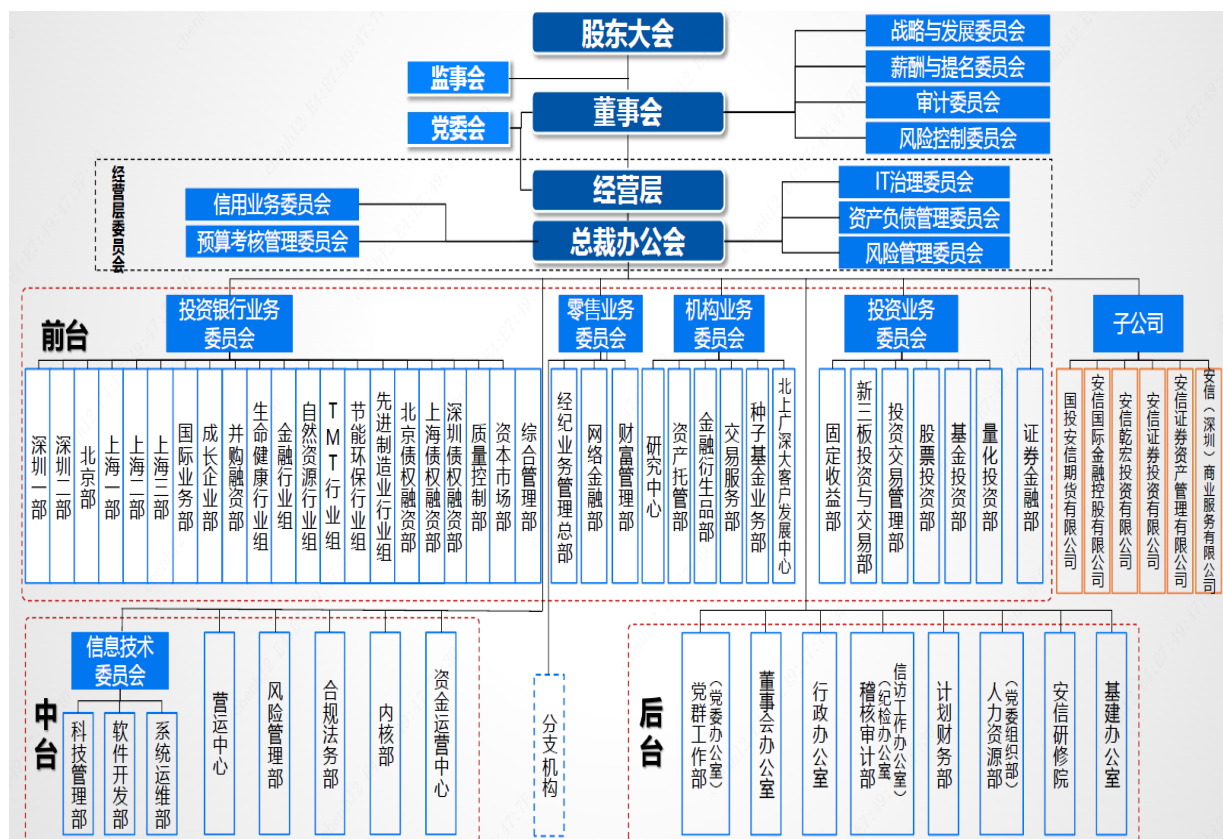 股东大会
监事会
党委会
董事会
战略与发展委员会
薪酬与提名委员会
审计委员会
风险控制委员会
经营层委员会
信用业务委员会
预算考核管理委员会
经营层
总裁办公会
IT治理委员会
资产负债管理委员会
风险管理委员会
前台
投资银行业务
委员会
深圳一部
深圳二部
北京部
上海一部
上海二部
上海三部
国际业务部
成长企业部
并购融资部
生命健康行业组
金融行业组
自然资源行业组
TMT行业组
节能环保行业组
先进制造业行业组
北京债权融资部
上海债权融资部
深圳债权融资部
质量控制部
资本市场部
综合管理部
零售业务
委员会
经纪业务管理总部
网络金融部
财富管理部
机构业务
委员会
研究中心
资产托管部
金融衍生品部
交易服务部
种子基金业务部
北上广深大客户发展中心
投资业务
委员会
固定收益部
新三板投资与交易部
投资交易管理部
股票投资部
基金投资部
量化投资部
证券金融部
子公司
国投安信期货有限公司
安信国际金融控股有限公司
安信乾宏投资有限公司
安信证券投资有限公司
安信证券资产管理有限公司
安信（深圳）商业服务有限公司
中台
信息技术
委员会
科技管理部
软件开发部
系统运维部
营运中心
风险管理部
合规法务部
内核部
资金运营中心
分支机构
后台
党群工作部
（党委办公室）
董事会办公室
行政办公室
稽核审计部
（纪检办公室）
信访工作办公室）
计划财务部
人力资源部
（党委组织部）
安信研修院
基建办公室